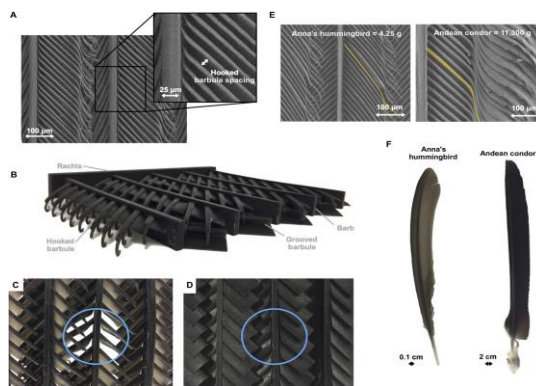 A
Hooked
barbule spacing
25 µm
100 µm
E
Anna's hummingbird = 4.25 g
Andean condor = 11,300 g
100 µm
100 µm
B
Rachis
Hooked
barbule
Grooved
barbule
Barb
F
Anna's
hummingbird
Andean condor
0.1 cm
2 cm
C
D